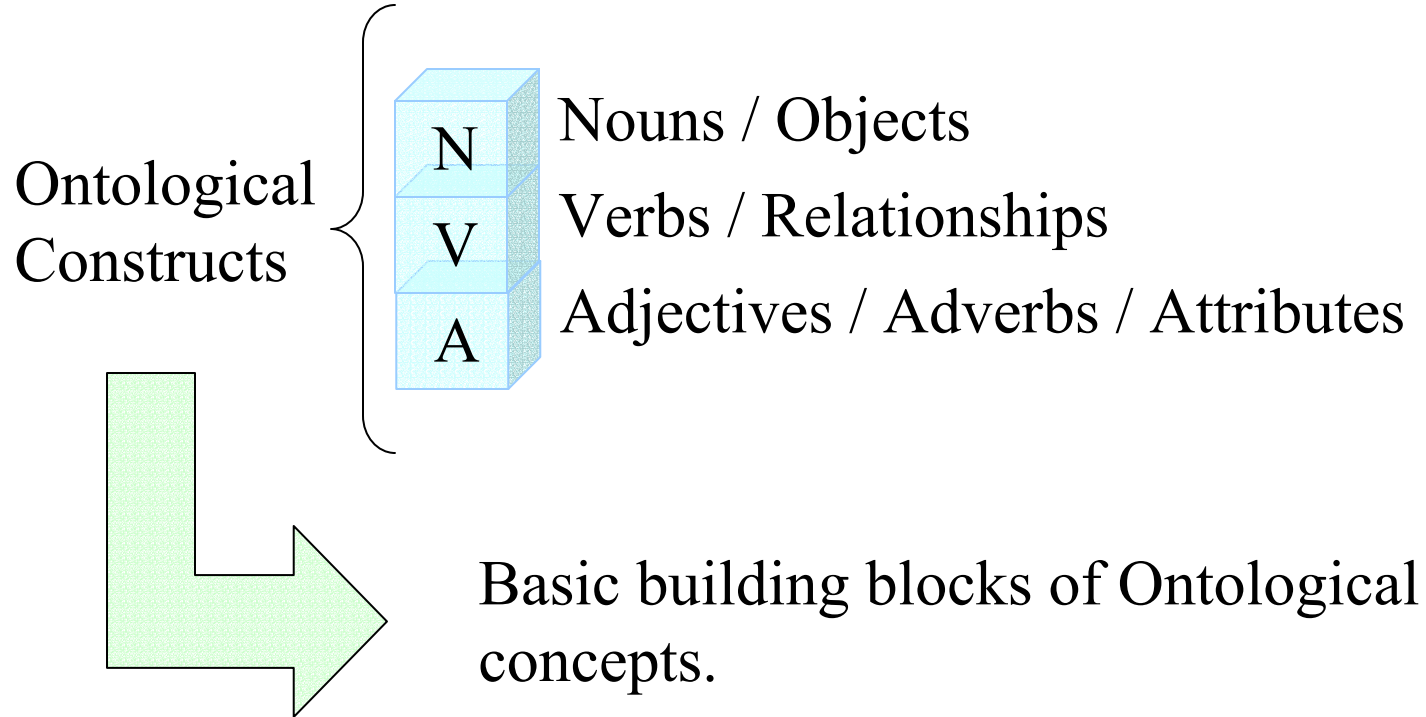 Ontological
Constructs
N
Nouns / Objects
V
Verbs / Relationships
A
Adjectives / Adverbs / Attributes
Basic building blocks of Ontological
concepts.